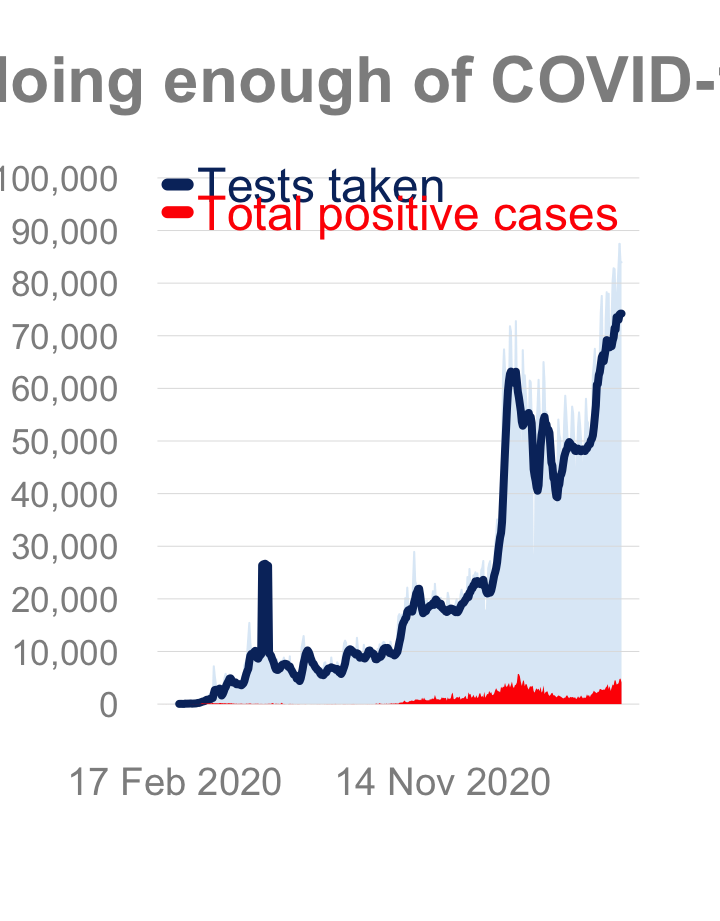 doing enough of COVID-
100,000
Tests taken
Total positive cases
90,000
80,000
70,000
60,000
50,000
40,000
30,000
20,000
10,000
0
17 Feb 2020 14 Nov 2020